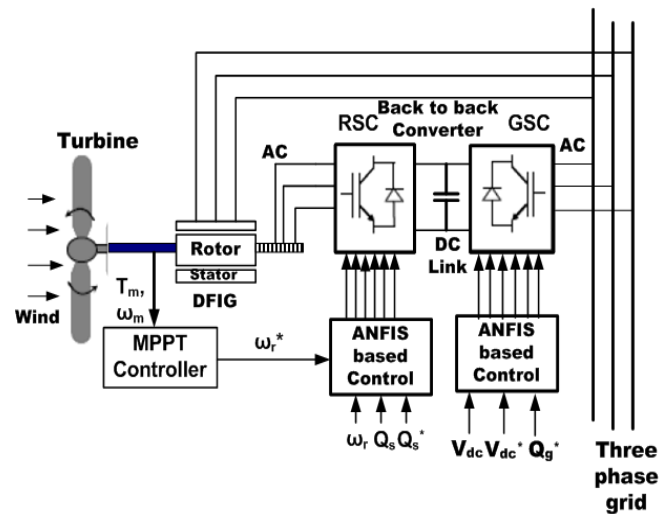 Back to back
Converter
RSC
GSC
Turbine
AC
AC
Rotor
Stator
DFIG
DC
Link
Wind
Tm,
ωm
MPPT
Controller
ωr*
ANFIS
based
Control
ANFIS
based
Control
ωr Qs Qs*
Vdc Vdc* Qg*
Three
phase
grid